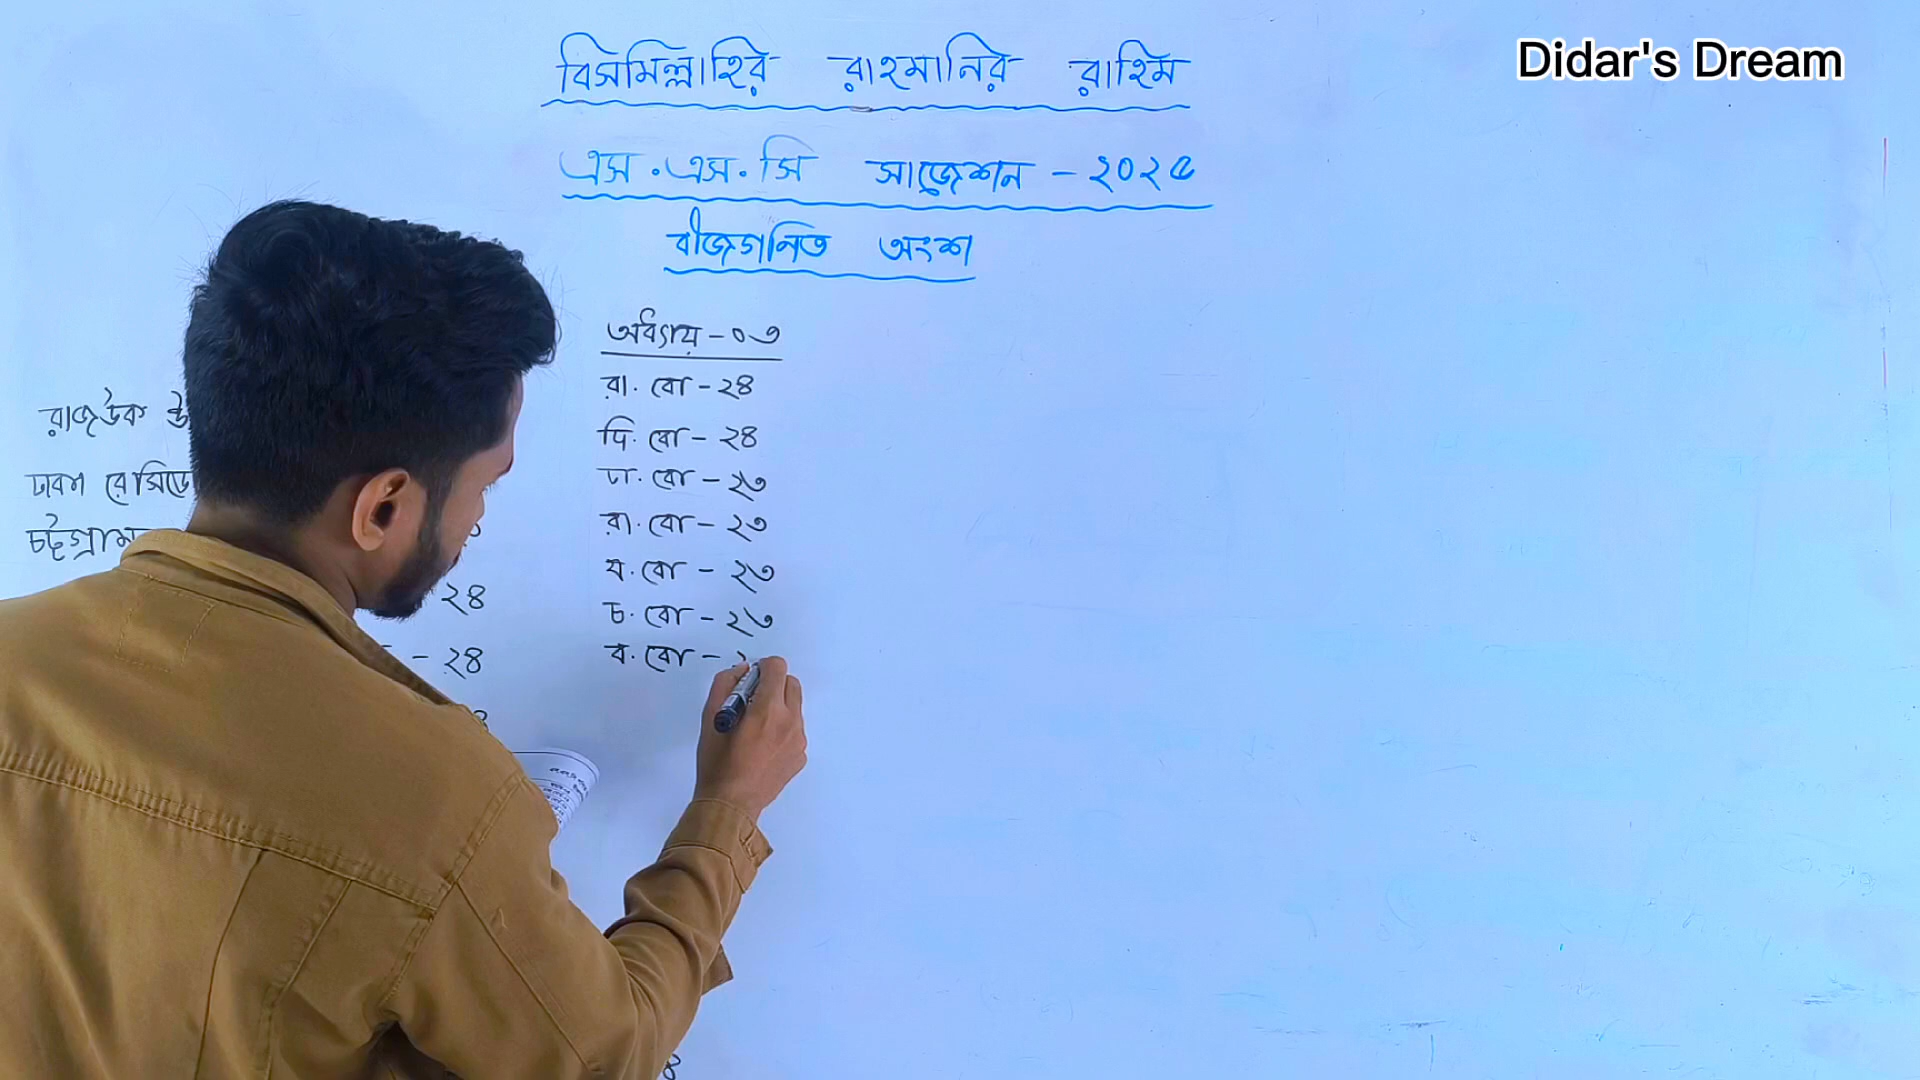 Didar's Dream
বিসমিল্লাহির রাহমানির রাহিম
এস.এস.সি সাজেশন - ২০২৫
বীজগনিত অংশ
অধ্যায় - ০৩
রা. বো - ২৪
দি. বো - ২৪
ঢা. বো - ২৩
রা. বো - ২৩
য. বো - ২৩
চ. বো - ২৩
ব. বো -
রাজউক
ঢাকা রেসিডে
চট্টগ্রাম
২৪
- ২৪